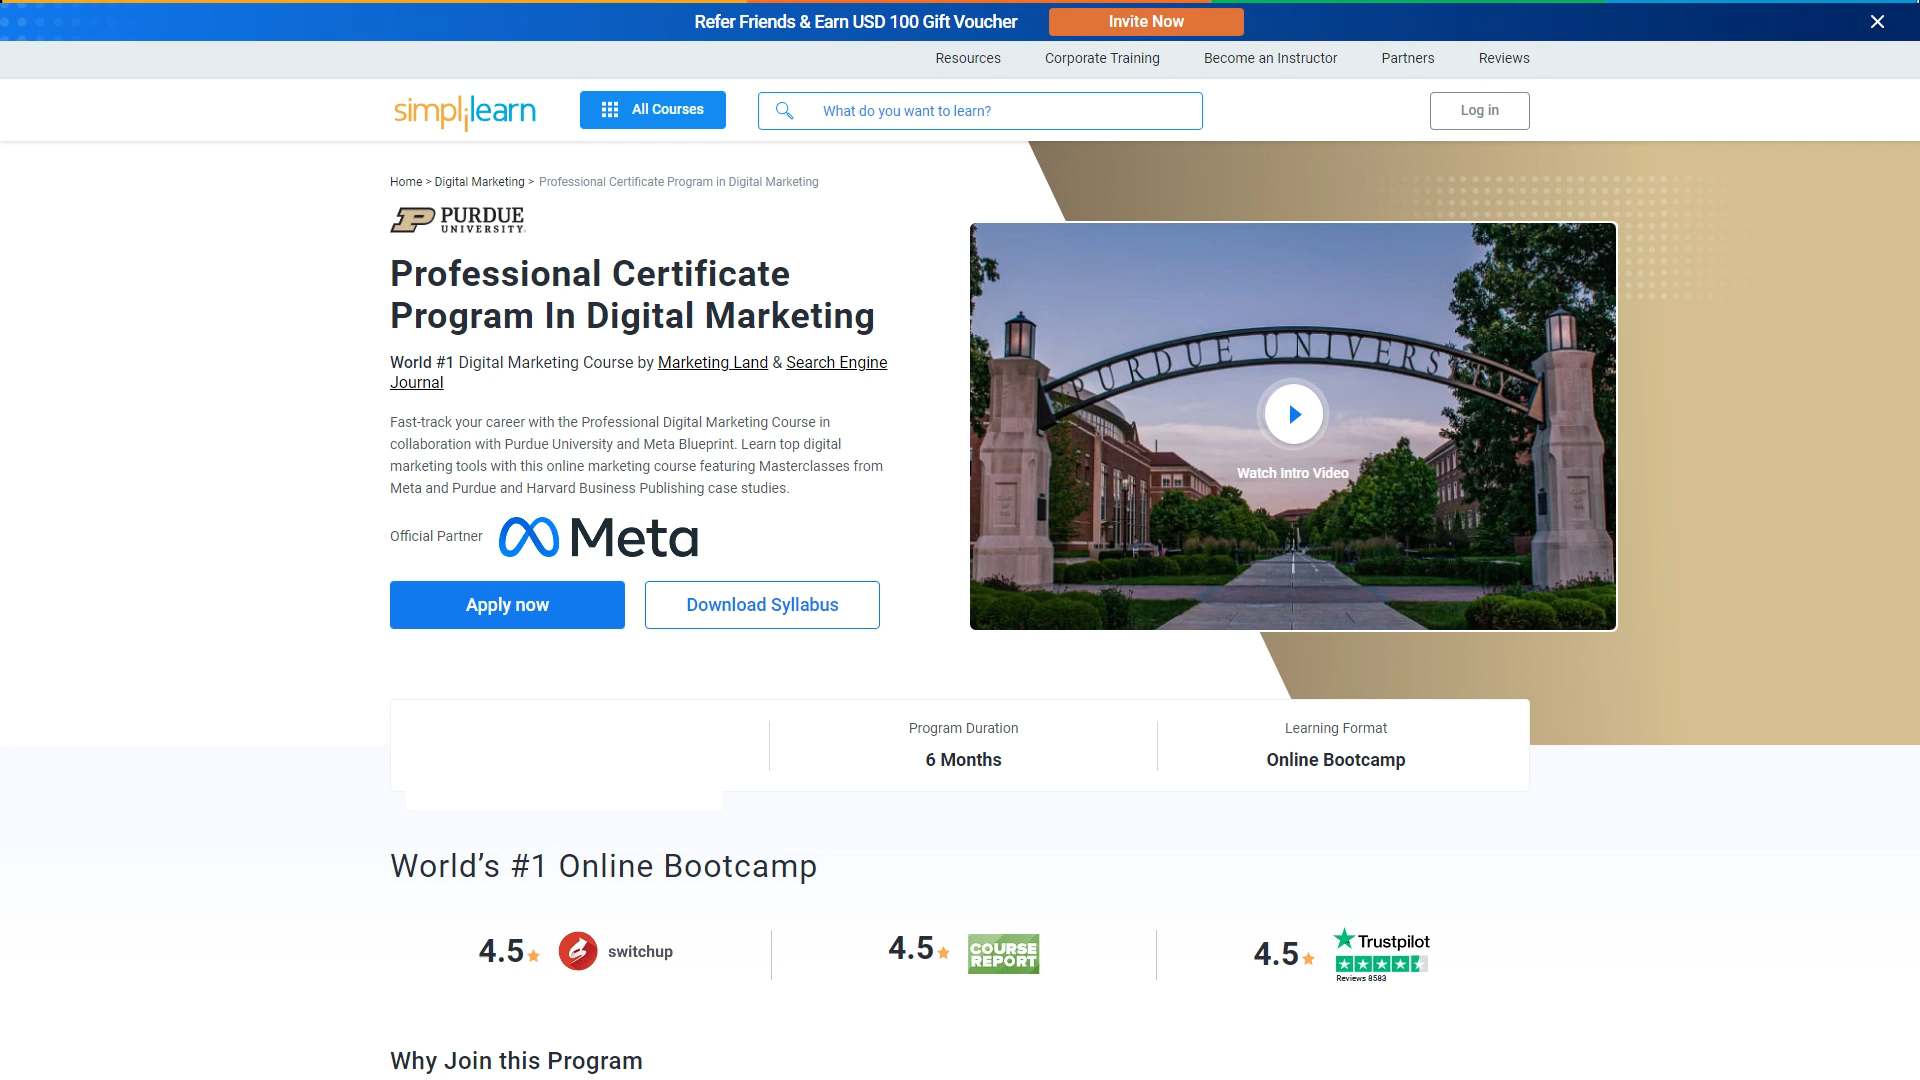 Refer Friends & Earn USD 100 Gift Voucher
Invite Now
Resources
Corporate Training
Become an Instructor
Partners
Reviews
simplilearn
All Courses
What do you want to learn?
Log in
Home > Digital Marketing > Professional Certificate Program in Digital Marketing
PURDUE
UNIVERSITY
Professional Certificate
Program In Digital Marketing
World #1 Digital Marketing Course by Marketing Land & Search Engine
Journal
Fast-track your career with the Professional Digital Marketing Course in
collaboration with Purdue University and Meta Blueprint. Learn top digital
marketing tools with this online marketing course featuring Masterclasses from
Meta and Purdue and Harvard Business Publishing case studies.
Official Partner
Meta
Apply now
Download Syllabus
PURDUE UNIVERSITY
Watch Intro Video
Program Duration
6 Months
Learning Format
Online Bootcamp
World’s #1 Online Bootcamp
4.5
switchup
4.5
COURSE
REPORT
4.5
Trustpilot
Reviews 8583
Why Join this Program